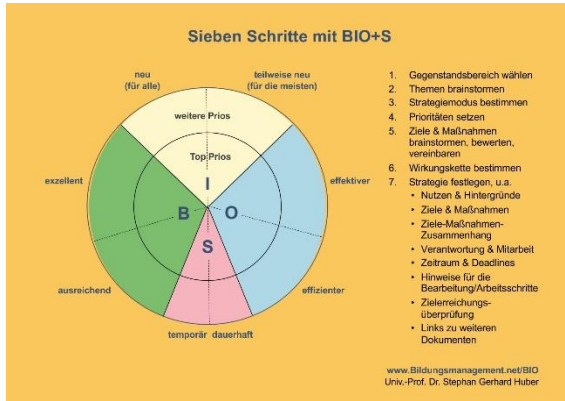 Sieben Schritte mit BIO+S
neu
(für alle)
teilweise neu
(für die meisten)
weitere Prios
Top Prios
exzellent
effektiver
I
B
O
S
ausreichend
effizienter
temporär dauerhaft
1. Gegenstandsbereich wählen
2. Themen brainstormen
3. Strategiemodus bestimmen
4. Prioritäten setzen
5. Ziele & Maßnahmen
brainstormen, bewerten,
vereinbaren
6. Wirkungskette bestimmen
7. Strategie festlegen, u.a.
• Nutzen & Hintergründe
• Ziele & Maßnahmen
• Ziele-Maßnahmen-
Zusammenhang
• Verantwortung & Mitarbeit
• Zeitraum & Deadlines
• Hinweise für die
Bearbeitung/Arbeitsschritte
• Zielerreichungs-
überprüfung
• Links zu weiteren
Dokumenten
www.Bildungsmanagement.net/BIO
Univ.-Prof. Dr. Stephan Gerhard Huber